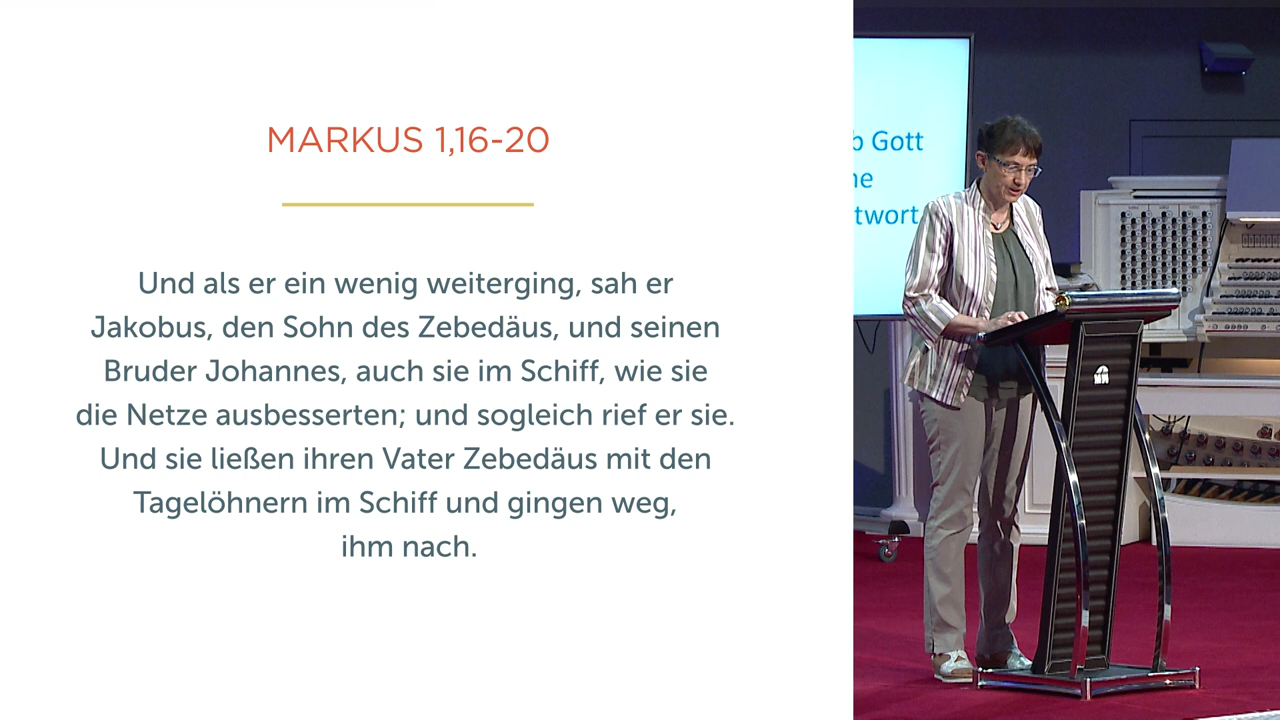 MARKUS 1,16-20
Und als er ein wenig weiterging, sah er
Jakobus, den Sohn des Zebedäus, und seinen
Bruder Johannes, auch sie im Schiff, wie sie
die Netze ausbesserten; und sogleich rief er sie.
Und sie ließen ihren Vater Zebedäus mit den
Tagelöhnern im Schiff und gingen weg,
ihm nach.
Gott